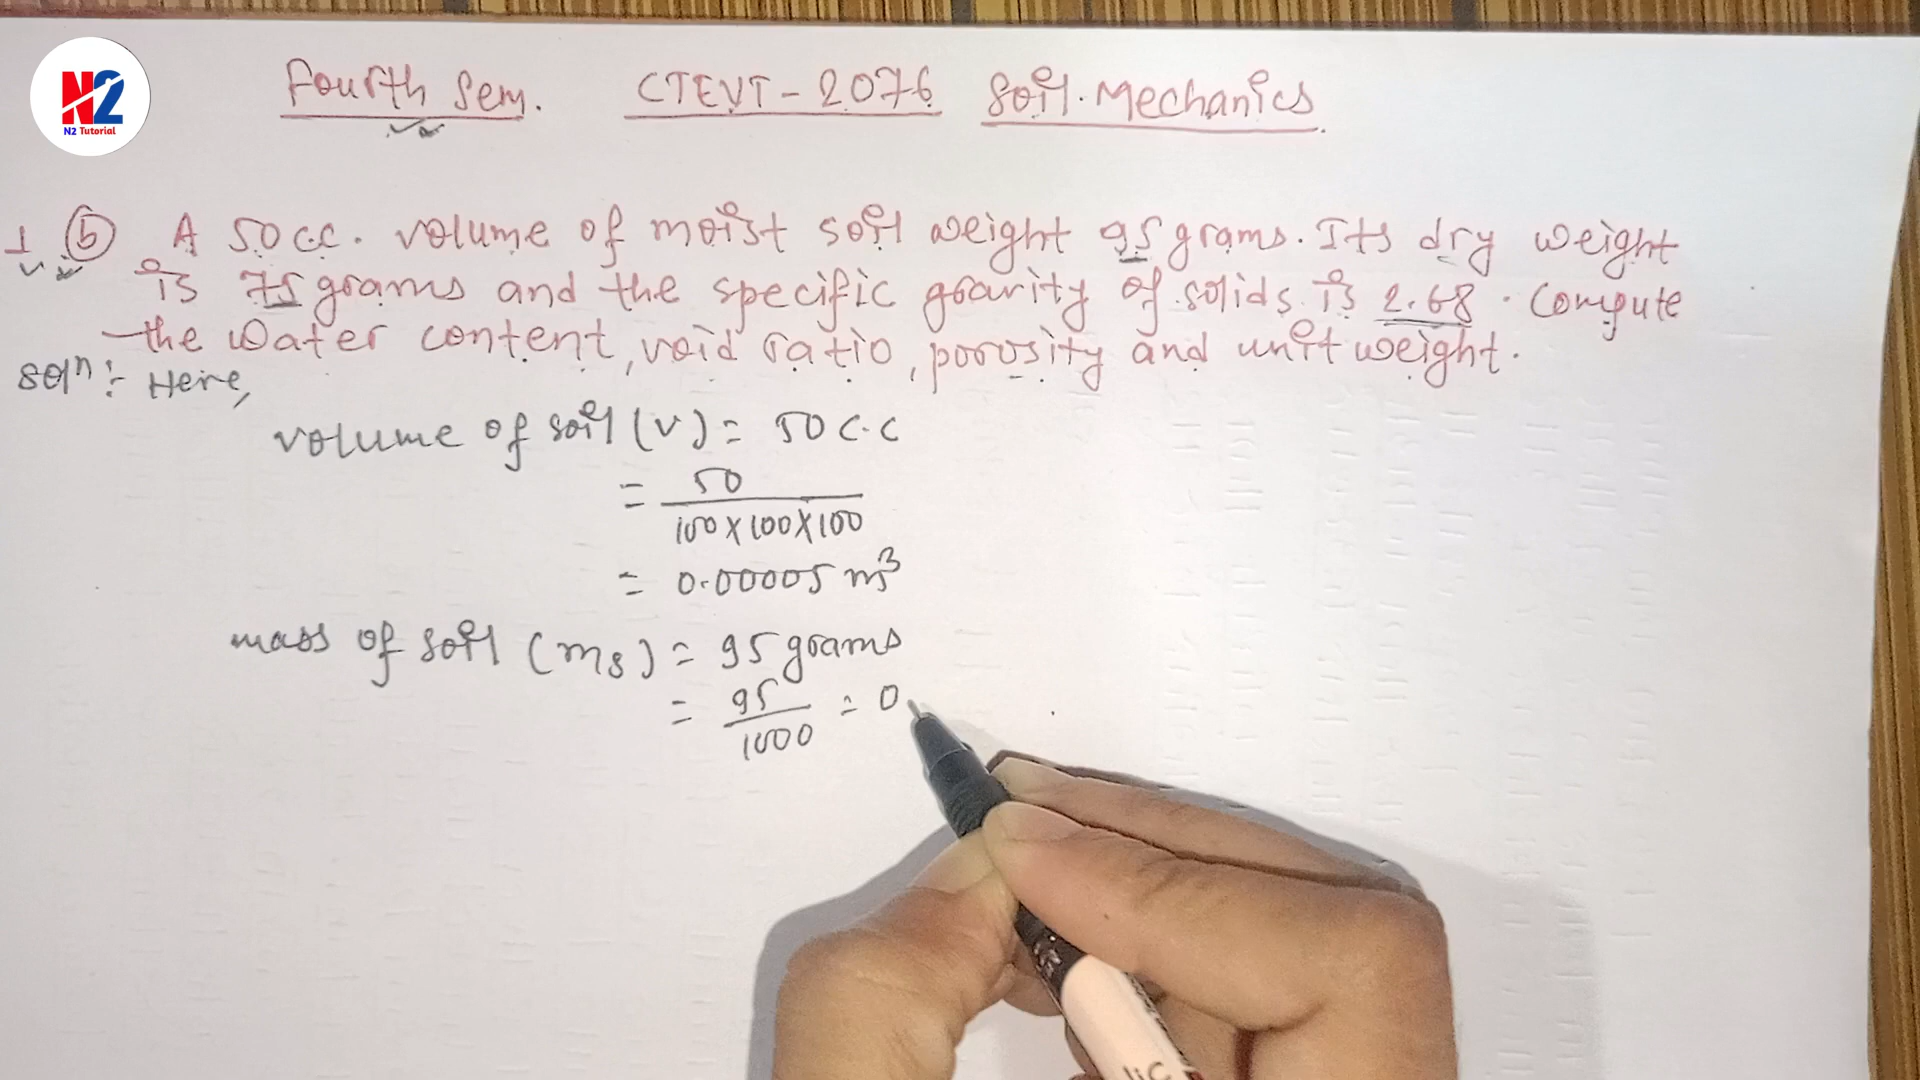 N2
N2 Tutorial
Fourth Sem. CTEVT-2076 Soil.Mechanics
1 (b) A 50 c.c. volume of moist soil weight 95 grams. Its dry weight
is 75 grams and the specific gravity of solids is 2.68. Compute
the water content, void ratio, porosity and unit weight.
Solⁿ:- Here,
volume of soil (v) = 50 c.c
= 50
100×100×100
= 0.00005 m³
mass of soil (ms) = 95 grams
= 95 = 0
1000